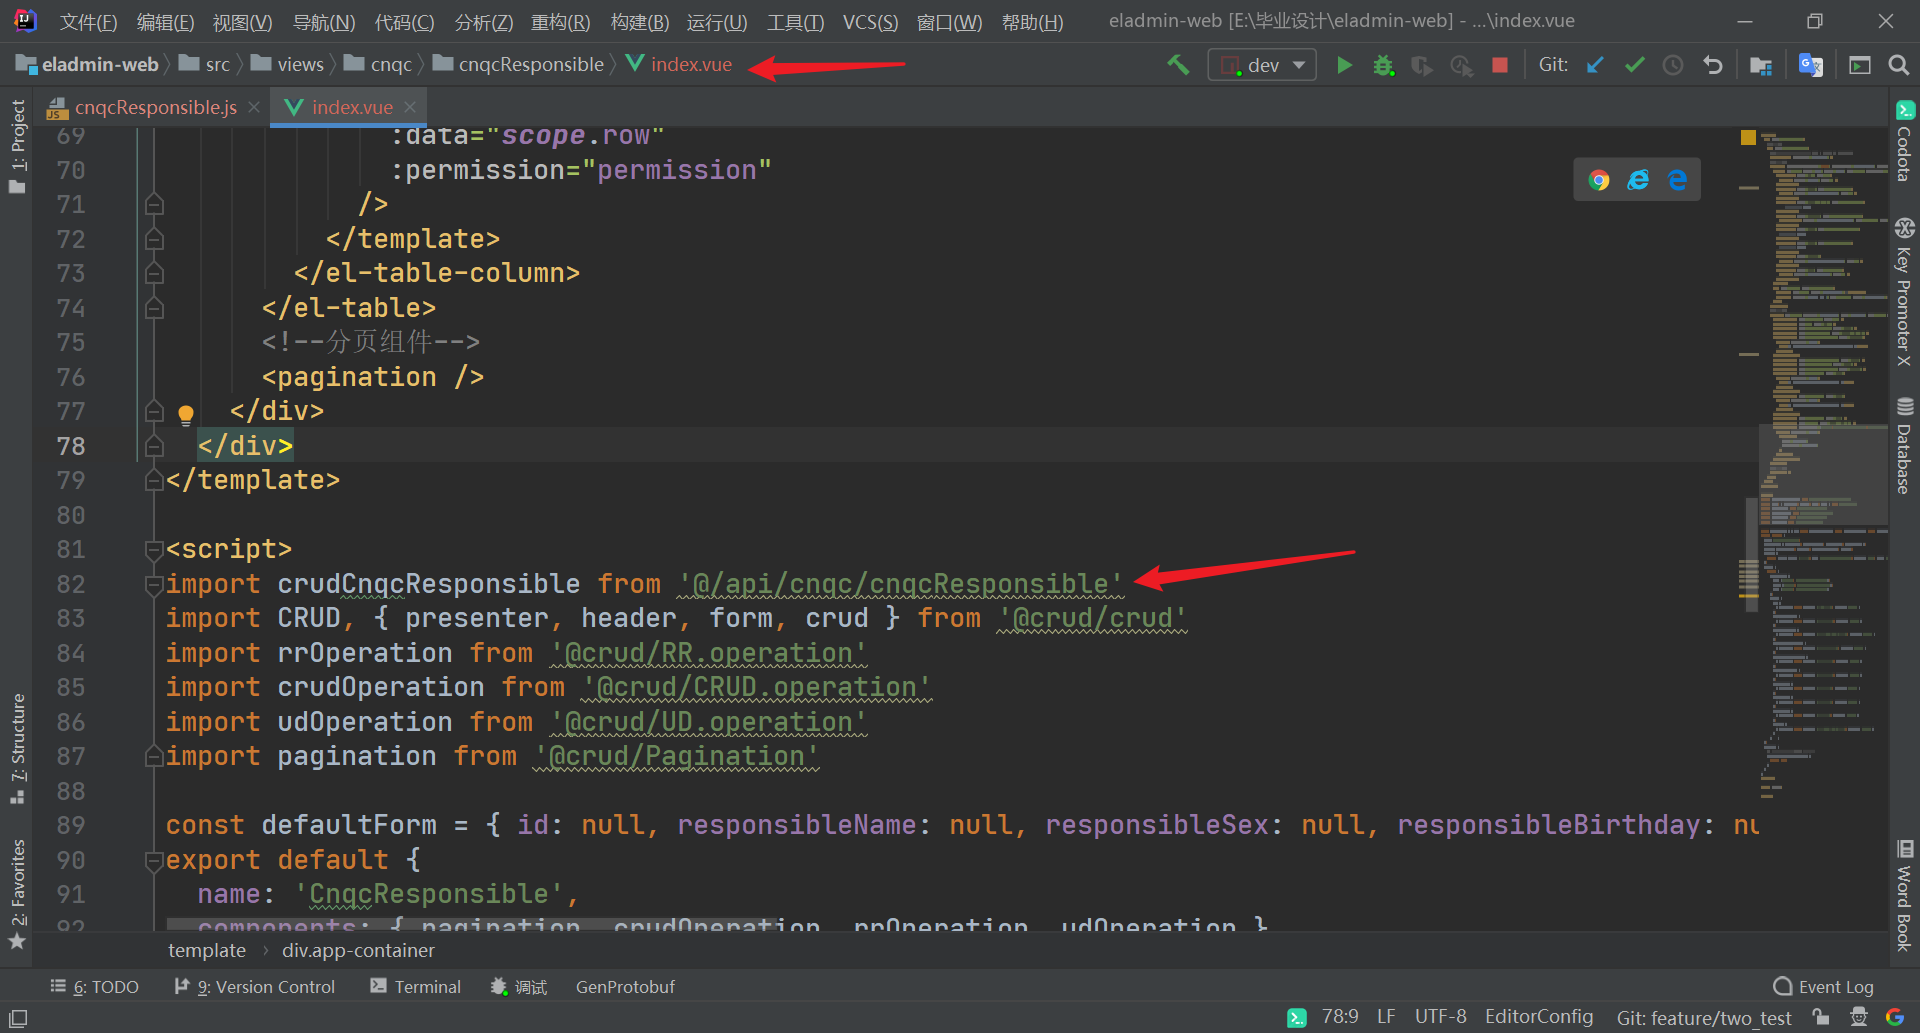 文件(F) 编辑(E) 视图(V) 导航(N) 代码(C) 分析(Z) 重构(R) 构建(B) 运行(U) 工具(T) VCS(S) 窗口(W) 帮助(H) eladmin-web [E:\毕业设计\eladmin-web] - ...\index.vue
eladmin-web src views cnqc cnqcResponsible index.vue dev Git:
cnqcResponsible.js index.vue
69 :data="scope.row"
70 :permission="permission"
71 />
72 </template>
73 </el-table-column>
74 </el-table>
75 <!--分页组件-->
76 <pagination />
77 </div>
78 </div>
79 </template>
80
81 <script>
82 import crudCnqcResponsible from '@/api/cnqc/cnqcResponsible'
83 import CRUD, { presenter, header, form, crud } from '@crud/crud'
84 import rrOperation from '@crud/RR.operation'
85 import crudOperation from '@crud/CRUD.operation'
86 import udOperation from '@crud/UD.operation'
87 import pagination from '@crud/Pagination'
88
89 const defaultForm = { id: null, responsibleName: null, responsibleSex: null, responsibleBirthday: nu
90 export default {
91 name: 'CnqcResponsible',
92 components: { pagination, crudOperation, rrOperation, udOperation }
1: Project
7: Structure
2: Favorites
Codota
Key Promoter X
Database
Word Book
template › div.app-container
6: TODO 9: Version Control Terminal 调试 GenProtobuf Event Log
78:9 LF UTF-8 EditorConfig Git: feature/two_test